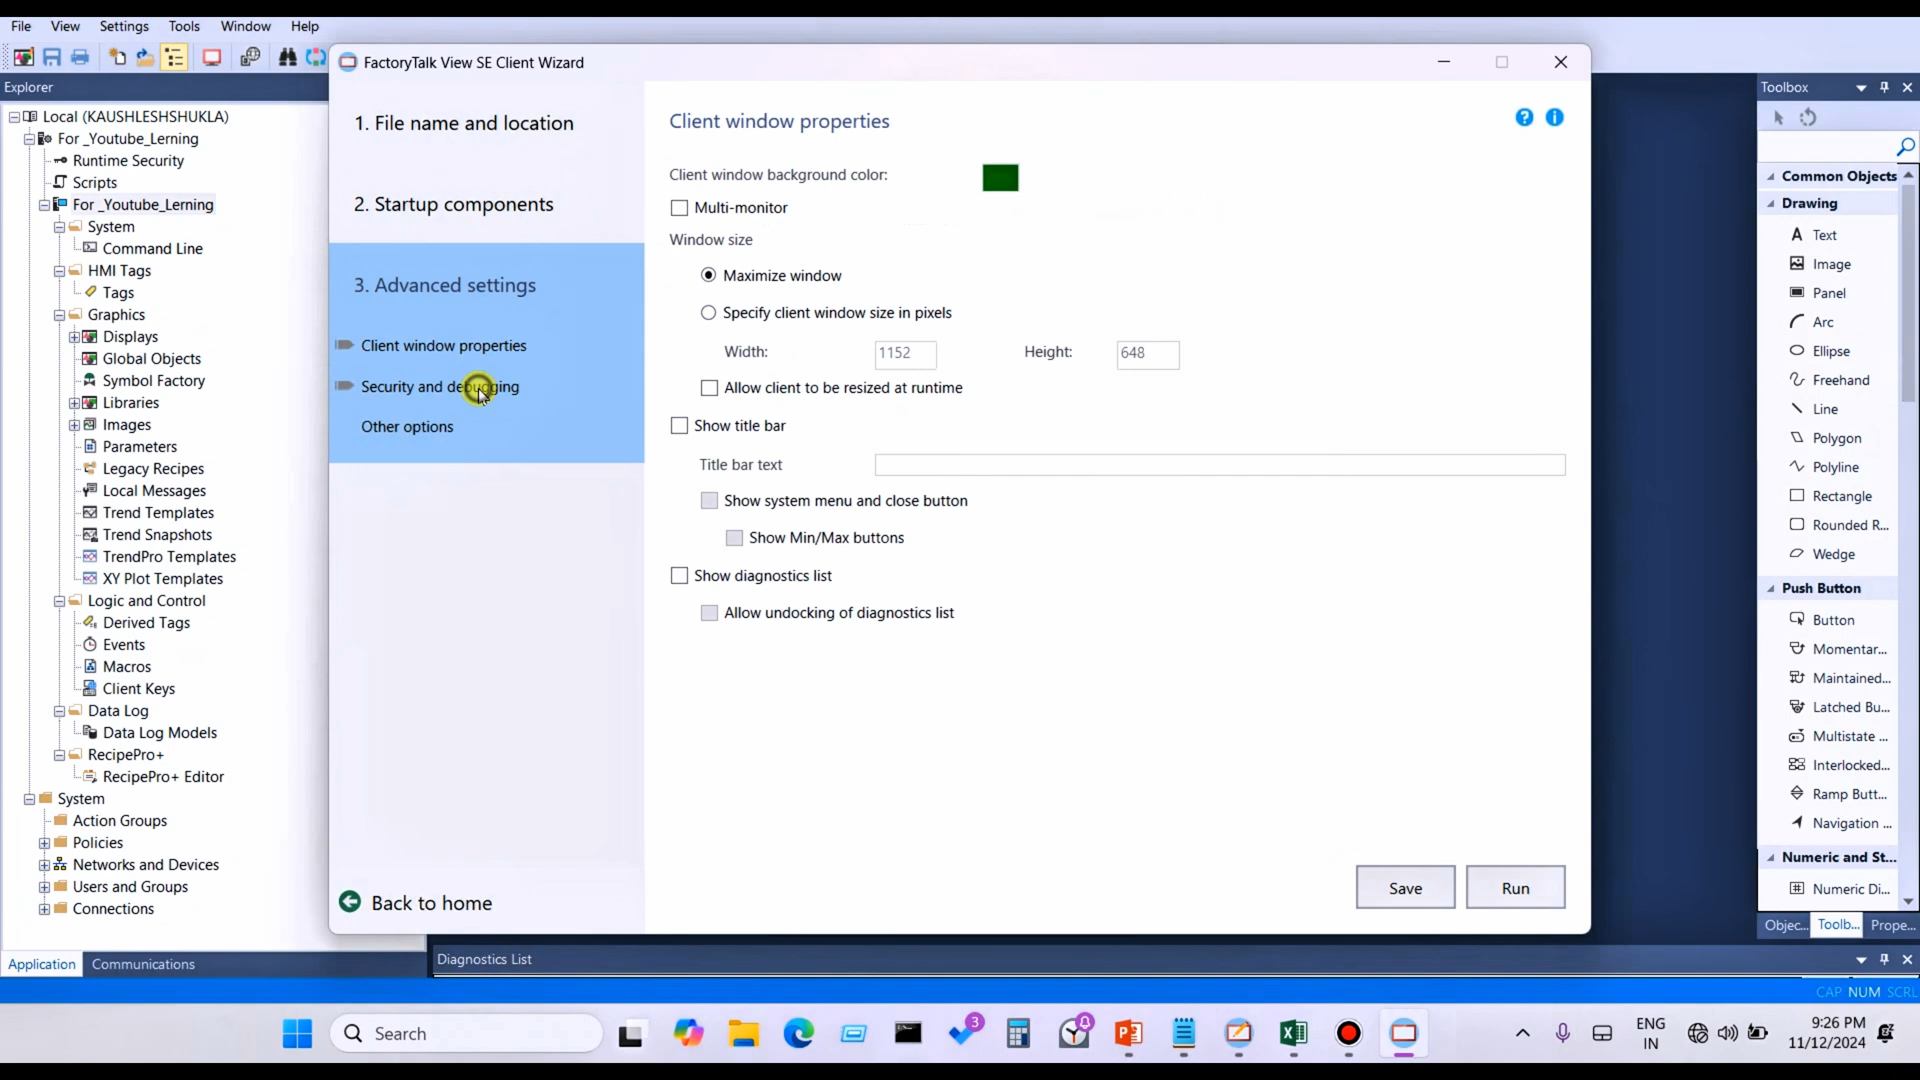 File View Settings Tools Window Help
Explorer
Local (KAUSHLESHSHUKLA)
For _Youtube_Lerning
Runtime Security
Scripts
For _Youtube_Lerning
System
Command Line
HMI Tags
Tags
Graphics
Displays
Global Objects
Symbol Factory
Libraries
Images
Parameters
Legacy Recipes
Local Messages
Trend Templates
Trend Snapshots
TrendPro Templates
XY Plot Templates
Logic and Control
Derived Tags
Events
Macros
Client Keys
Data Log
Data Log Models
RecipePro+
RecipePro+ Editor
System
Action Groups
Policies
Networks and Devices
Users and Groups
Connections
Application Communications
FactoryTalk View SE Client Wizard
1. File name and location
2. Startup components
3. Advanced settings
Client window properties
Security and debugging
Other options
Back to home
Client window properties
Client window background color:
Multi-monitor
Window size
Maximize window
Specify client window size in pixels
Width: 1152 Height: 648
Allow client to be resized at runtime
Show title bar
Title bar text
Show system menu and close button
Show Min/Max buttons
Show diagnostics list
Allow undocking of diagnostics list
Save Run
Diagnostics List
Toolbox
Common Objects
Drawing
Text
Image
Panel
Arc
Ellipse
Freehand
Line
Polygon
Polyline
Rectangle
Rounded R...
Wedge
Push Button
Button
Momentar...
Maintained...
Latched Bu...
Multistate ...
Interlocked...
Ramp Butt...
Navigation ...
Numeric and St...
Numeric Di...
Objec... Toolb... Prope...
CAP NUM SCRL
Search
3
ENG
IN
9:26 PM
11/12/2024